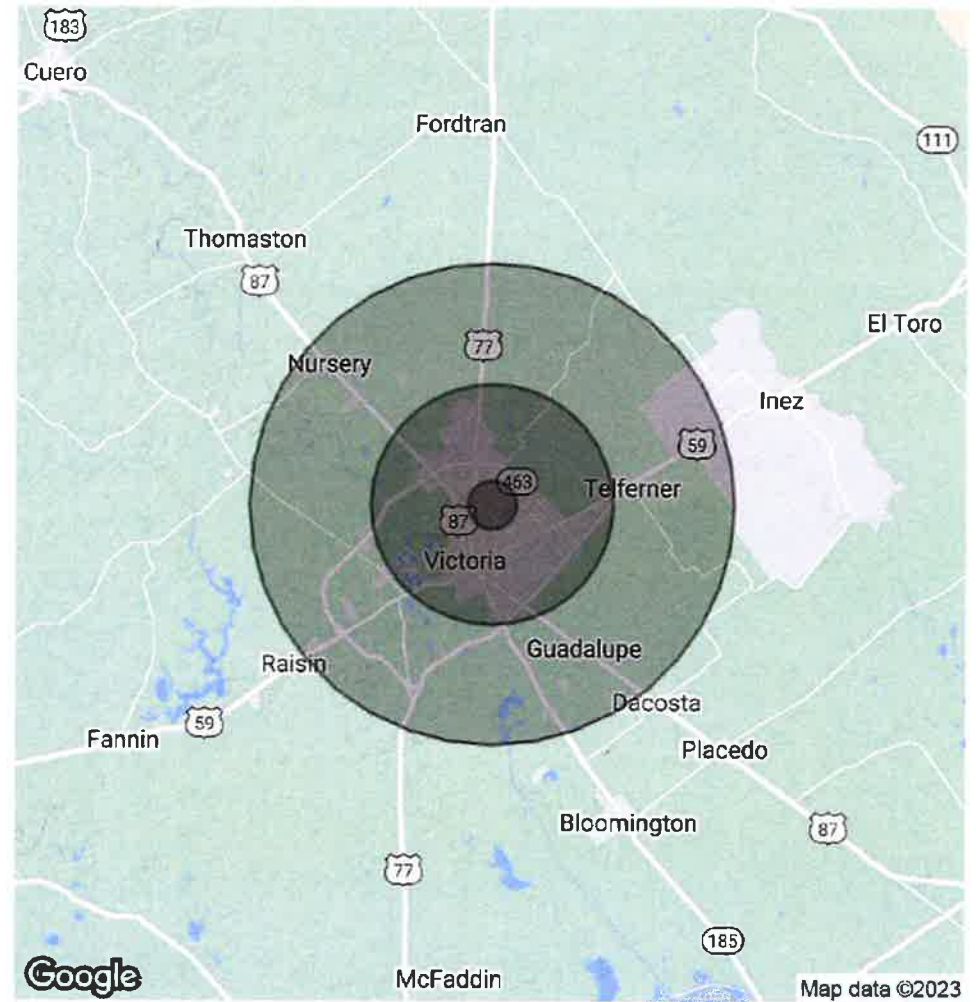 183
Cuero
Fordtran
111
Thomaston
87
El Toro
77
Nursery
Inez
59
463
Telferner
87
Victoria
Guadalupe
Raisin
Dacosta
59
Fannin
Placedo
Bloomington
87
77
185
Google
McFaddin
Map data ©2023